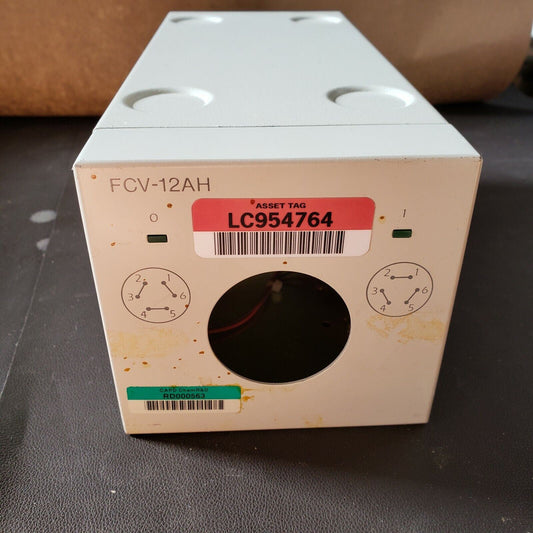 FCV-12AH
ASSET TAG
LC954764
0
1
2 1
3 6
4 5
2 1
3 6
4 5
RD000563